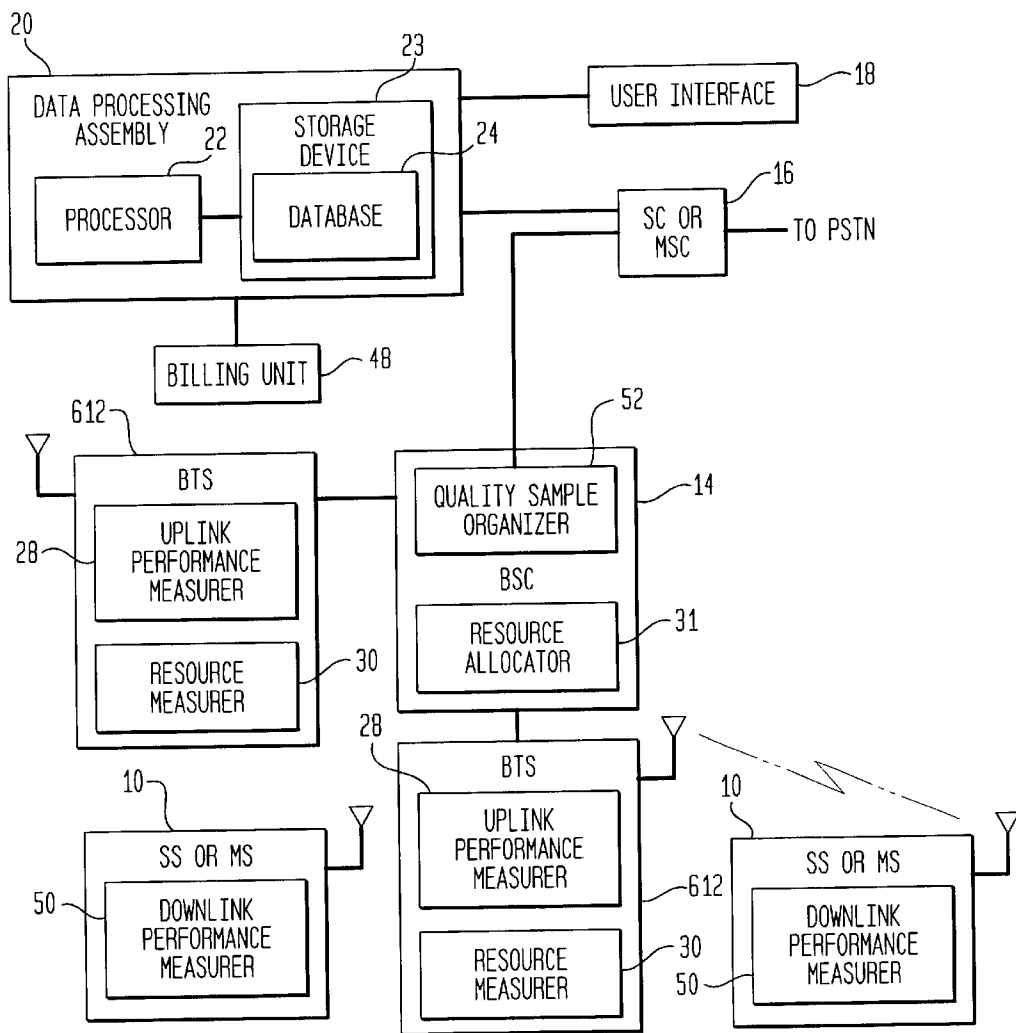 20
DATA PROCESSING
ASSEMBLY
22
PROCESSOR
23
STORAGE
DEVICE
24
DATABASE
USER INTERFACE
18
16
SC OR
MSC
TO PSTN
BILLING UNIT
48
612
BTS
28
UPLINK
PERFORMANCE
MEASURER
RESOURCE
MEASURER
30
52
QUALITY SAMPLE
ORGANIZER
14
BSC
RESOURCE
ALLOCATOR
31
10
SS OR MS
50
DOWNLINK
PERFORMANCE
MEASURER
28
BTS
UPLINK
PERFORMANCE
MEASURER
612
RESOURCE
MEASURER
30
10
SS OR MS
DOWNLINK
PERFORMANCE
MEASURER
50